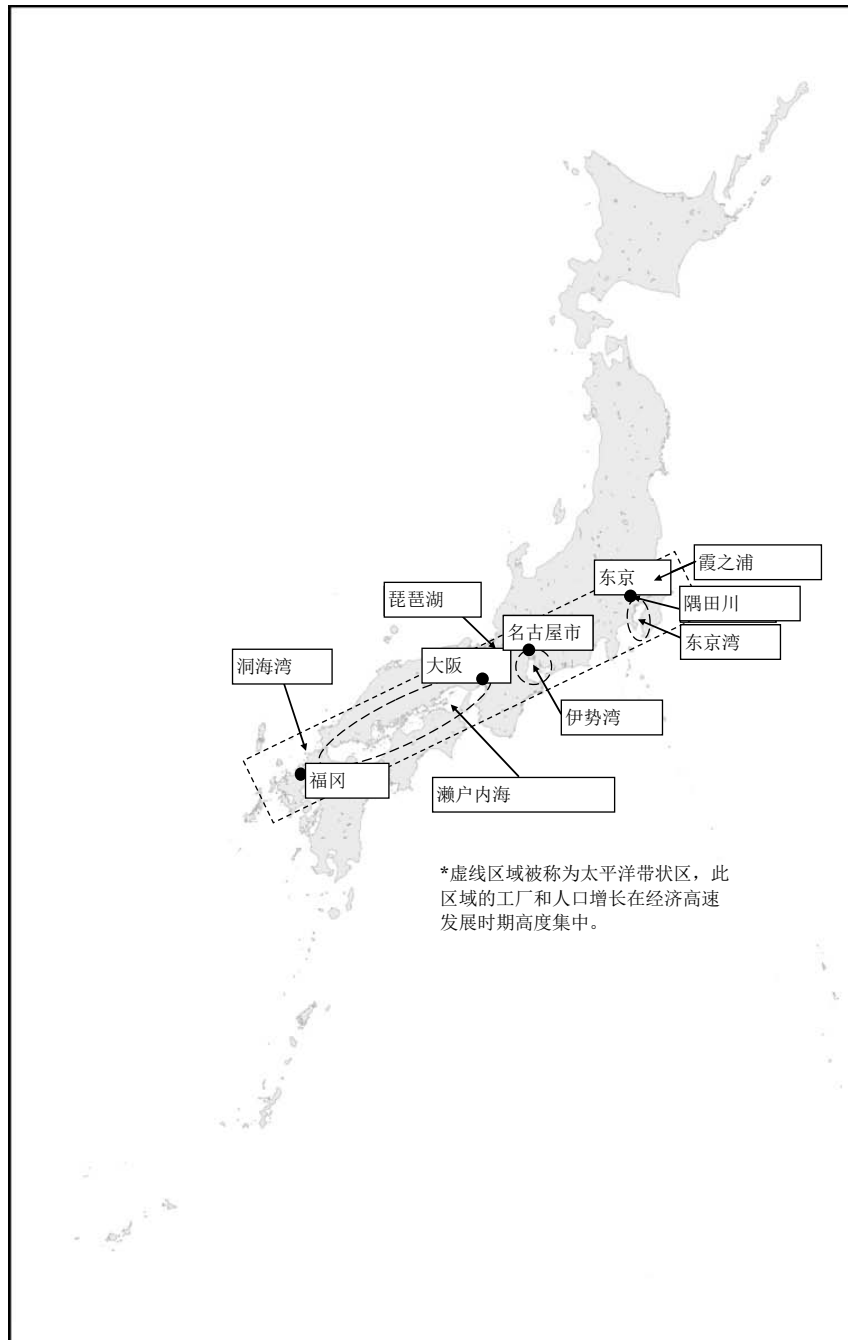 霞之浦
东京
隅田川
琵琶湖
名古屋市
东京湾
大阪
洞海湾
伊势湾
福冈
濑户内海
*虚线区域被称为太平洋带状区，此
区域的工厂和人口增长在经济高速
发展时期高度集中。